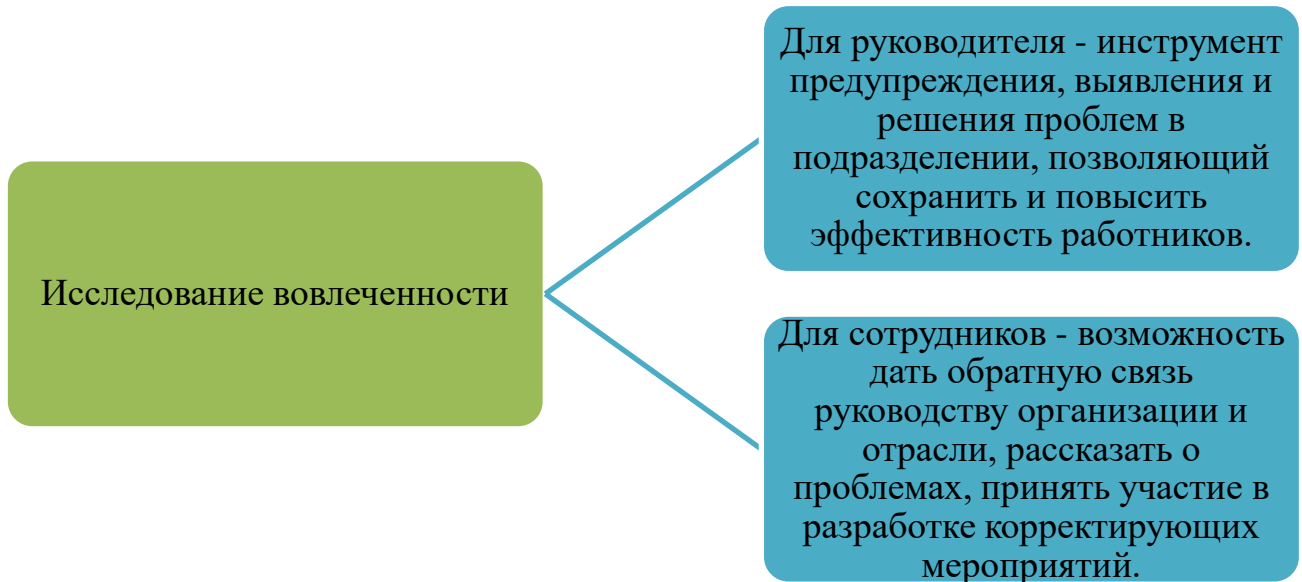 Исследование вовлеченности
Для руководителя - инструмент
предупреждения, выявления и
решения проблем в
подразделении, позволяющий
сохранить и повысить
эффективность работников.
Для сотрудников - возможность
дать обратную связь
руководству организации и
отрасли, рассказать о
проблемах, принять участие в
разработке корректирующих
мероприятий.